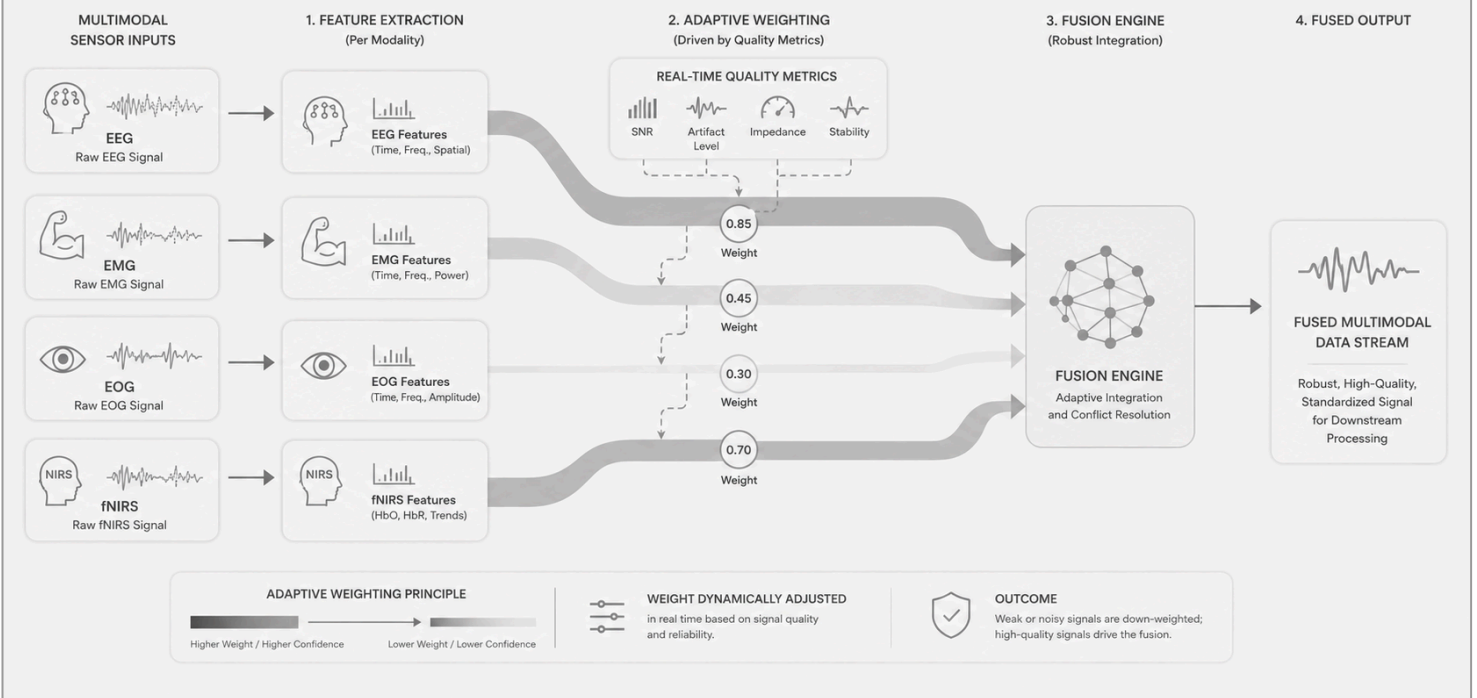 MULTIMODAL
SENSOR INPUTS
1. FEATURE EXTRACTION
(Per Modality)
2. ADAPTIVE WEIGHTING
(Driven by Quality Metrics)
3. FUSION ENGINE
(Robust Integration)
4. FUSED OUTPUT
EEG
Raw EEG Signal
EMG
Raw EMG Signal
EOG
Raw EOG Signal
NIRS
fNIRS
Raw fNIRS Signal
EEG Features
(Time, Freq., Spatial)
EMG Features
(Time, Freq., Power)
EOG Features
(Time, Freq., Amplitude)
NIRS
fNIRS Features
(HbO, HbR, Trends)
REAL-TIME QUALITY METRICS
SNR
Artifact
Level
Impedance
Stability
0.85
Weight
0.45
Weight
0.30
Weight
0.70
Weight
FUSION ENGINE
Adaptive Integration
and Conflict Resolution
FUSED MULTIMODAL
DATA STREAM
Robust, High-Quality,
Standardized Signal
for Downstream
Processing
ADAPTIVE WEIGHTING PRINCIPLE
Higher Weight / Higher Confidence
Lower Weight / Lower Confidence
WEIGHT DYNAMICALLY ADJUSTED
in real time based on signal quality
and reliability.
OUTCOME
Weak or noisy signals are down-weighted;
high-quality signals drive the fusion.